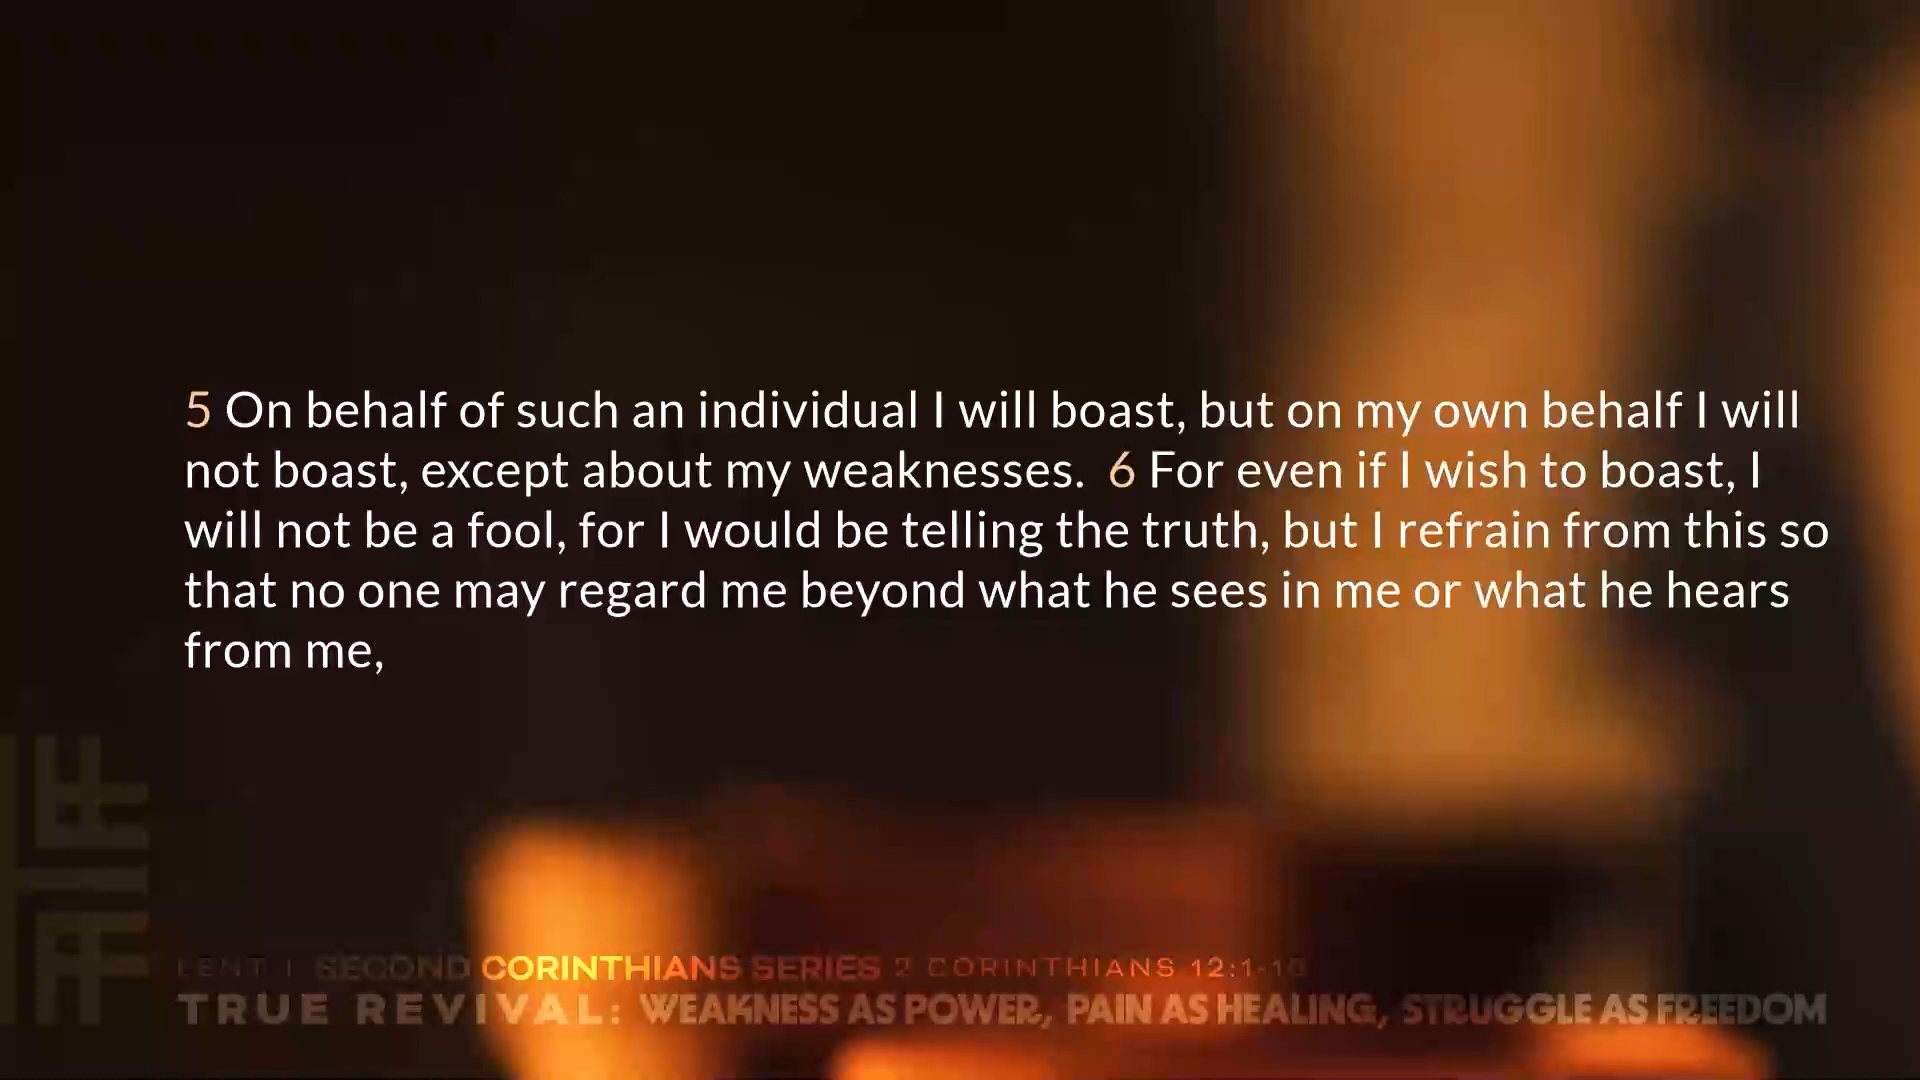 5 On behalf of such an individual I will boast, but on my own behalf I will
not boast, except about my weaknesses. 6 For even if I wish to boast, I
will not be a fool, for I would be telling the truth, but I refrain from this so
that no one may regard me beyond what he sees in me or what he hears
from me,
LENT 1 SECOND CORINTHIANS SERIES 2 CORINTHIANS 12:1-10
TRUE REVIVAL: WEAKNESS AS POWER, PAIN AS HEALING, STRUGGLE AS FREEDOM